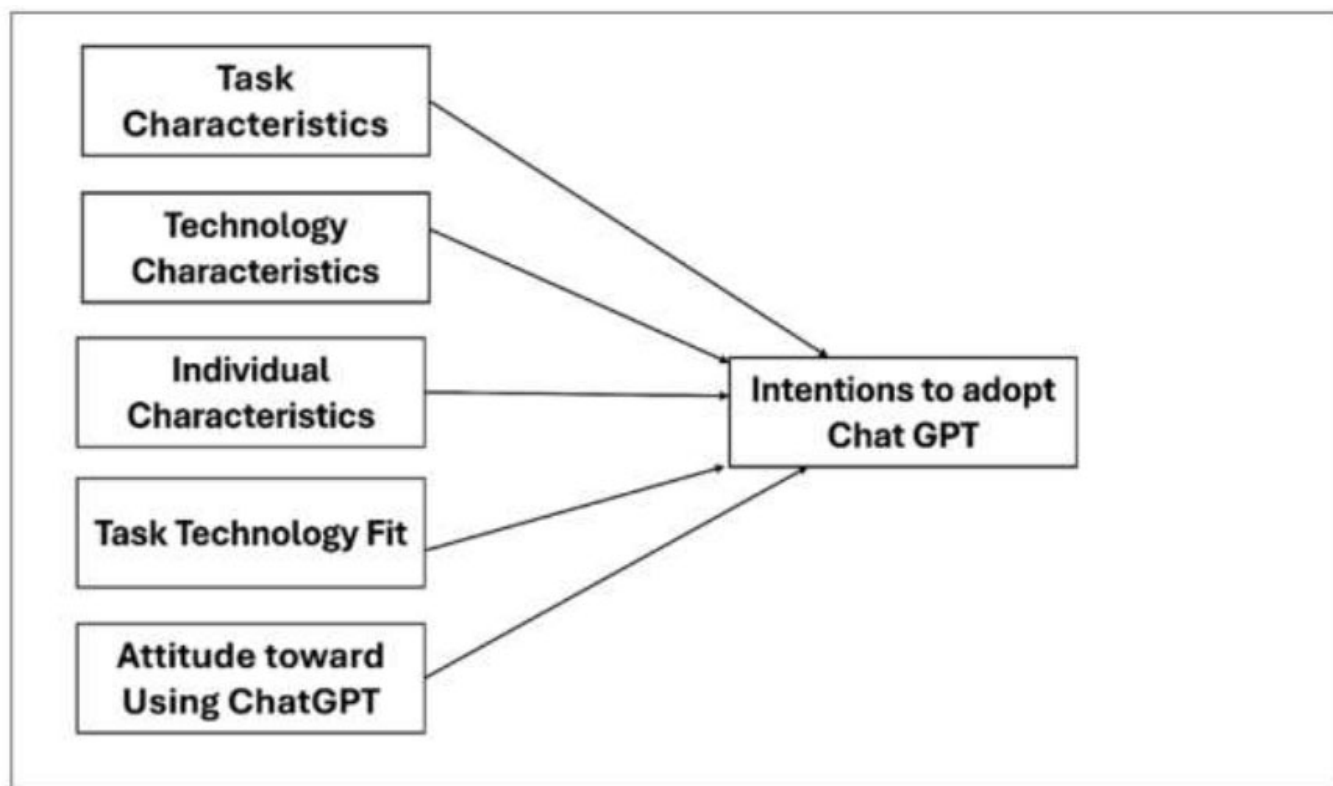 Task
Characteristics
Technology
Characteristics
Individual
Characteristics
Task Technology Fit
Attitude toward
Using ChatGPT
Intentions to adopt
Chat GPT